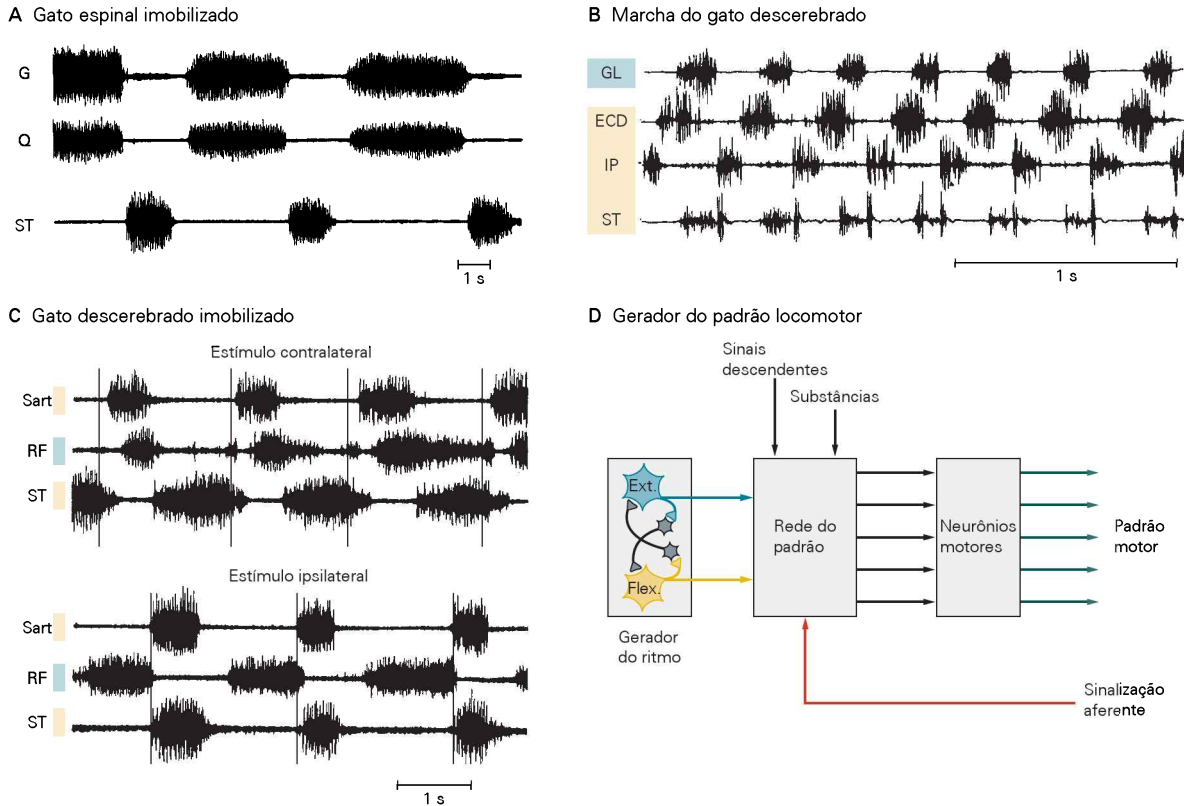 A Gato espinal imobilizado
G
Q
ST
1 s
B Marcha do gato descerebrado
GL
ECD
IP
ST
1 s
C Gato descerebrado imobilizado
Estímulo contralateral
Sart
RF
ST
Estímulo ipsilateral
Sart
RF
ST
1 s
D Gerador do padrão locomotor
Sinais
descendentes
Substâncias
Ext.
Flex.
Gerador
do ritmo
Rede do
padrão
Neurônios
motores
Padrão
motor
Sinalização
aferente